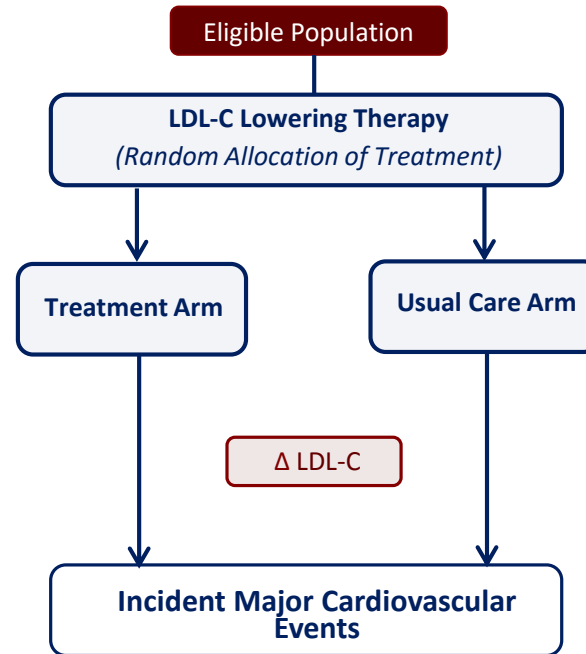 Eligible Population
LDL-C Lowering Therapy
(Random Allocation of Treatment)
Treatment Arm
Usual Care Arm
Δ LDL-C
Incident Major Cardiovascular
Events